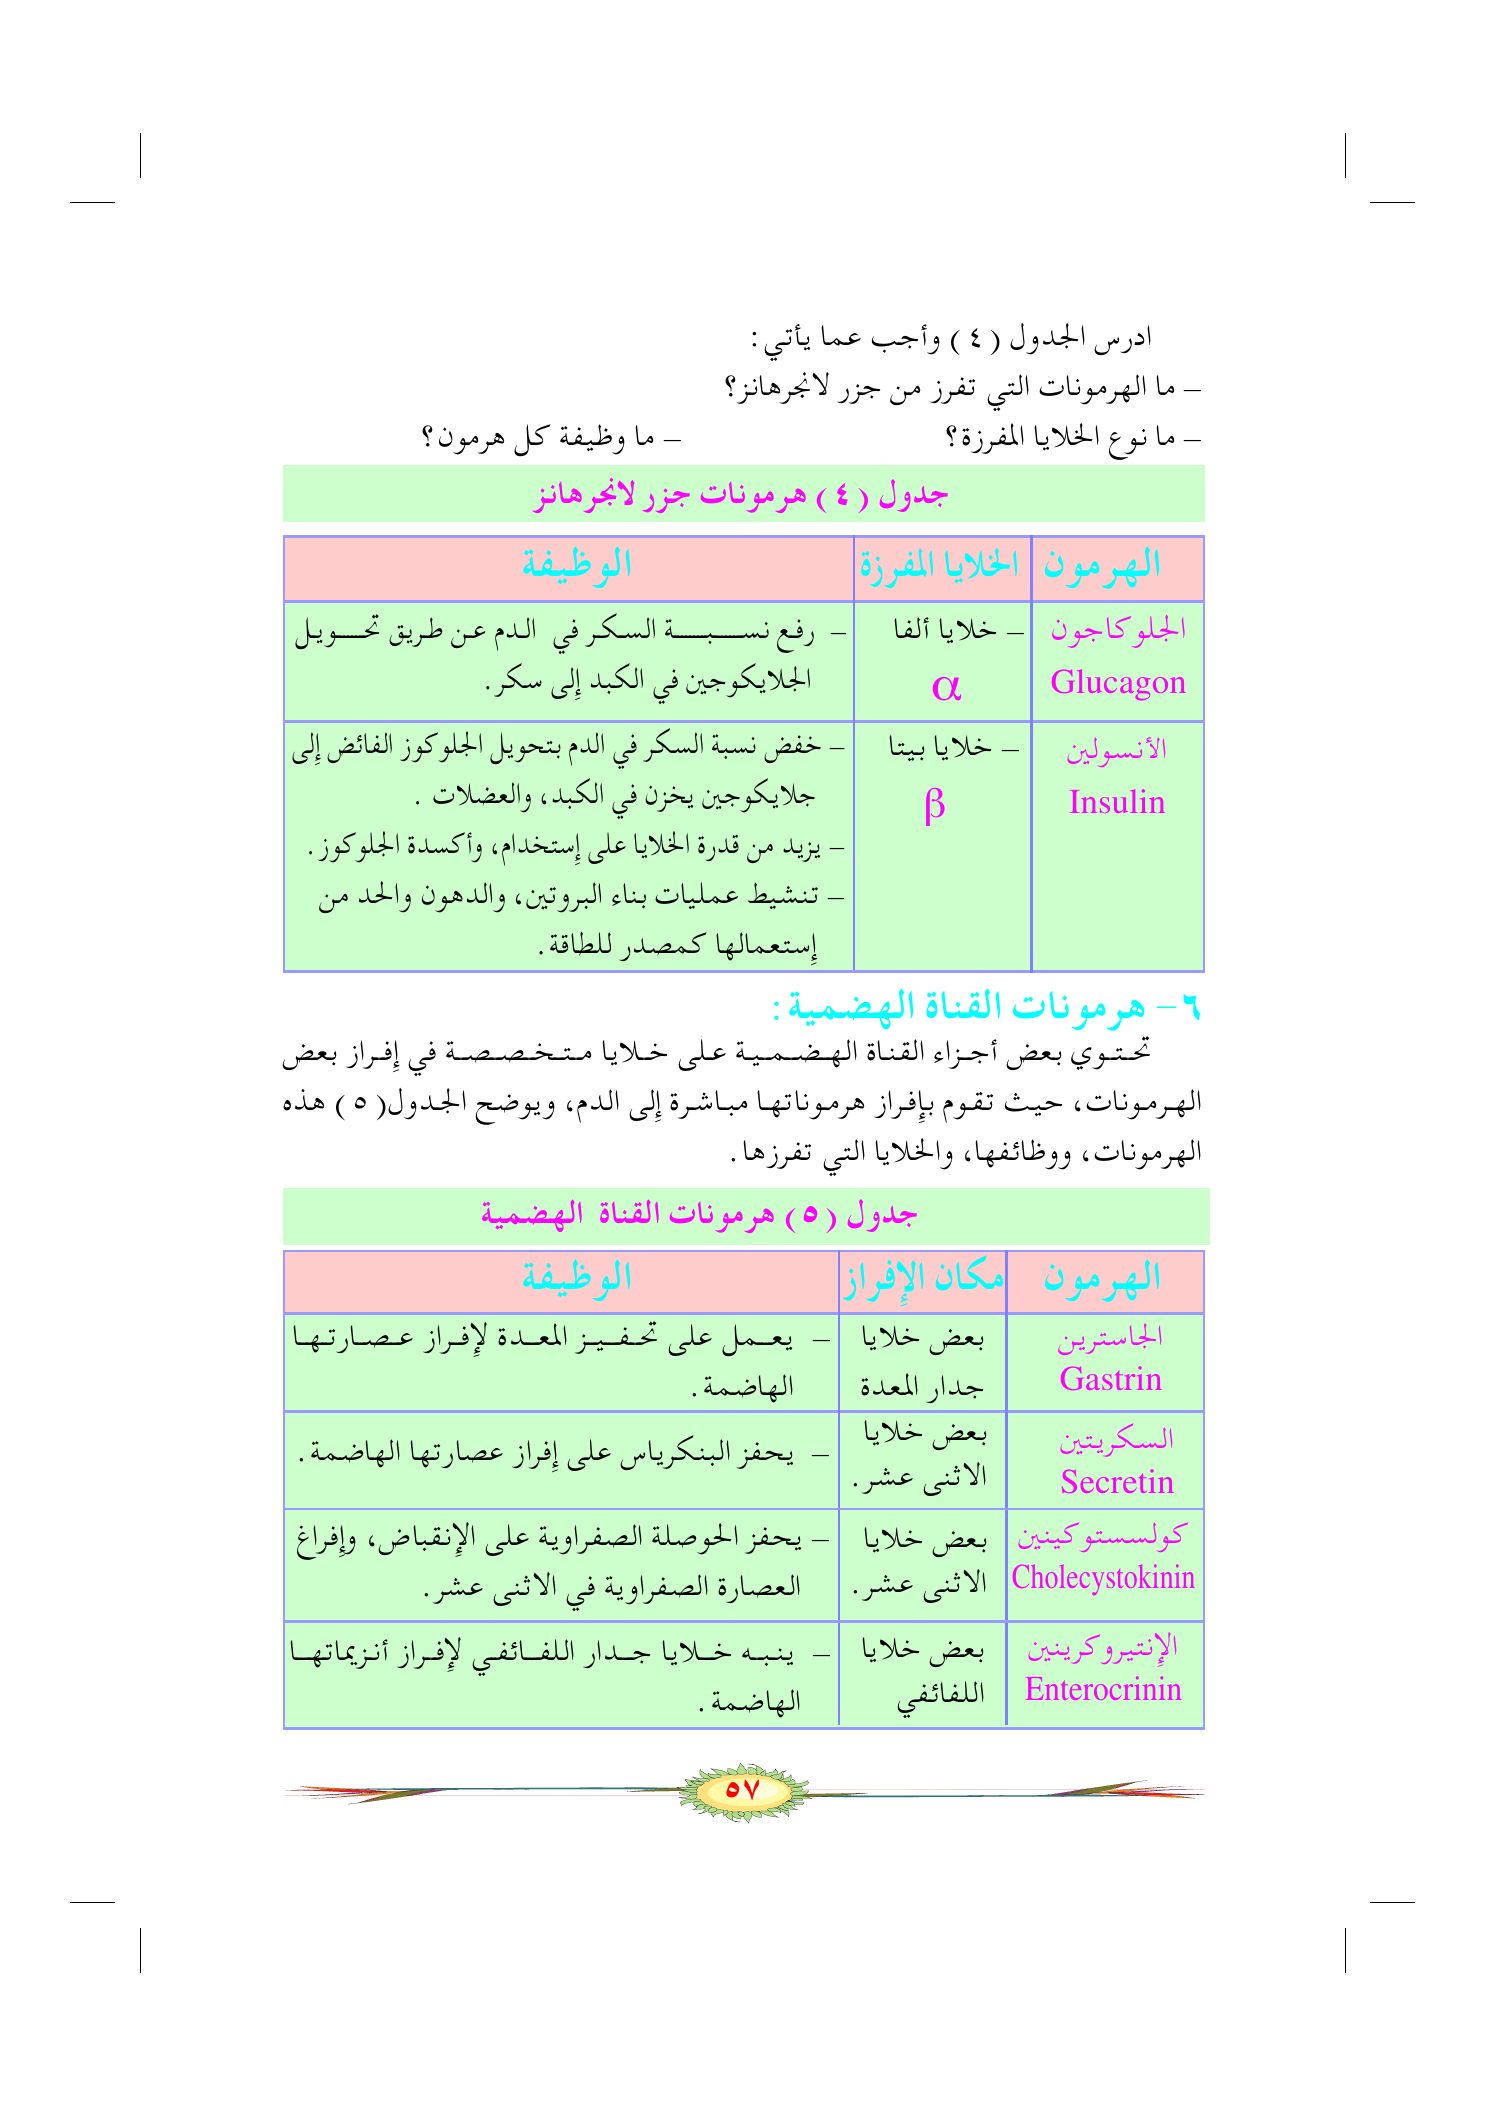 ادرس الجدول ( ٤ ) وأجب عما يأتي :
– ما الهرمونات التي تفرز من جزر لانجرهانز؟
– ما نوع الخلايا المفرزة؟ – ما وظيفة كل هرمون؟
جدول ( ٤ ) هرمونات جزر لانجرهانز
الهرمون الخلايا المفرزة الوظيفة
الجلوكاجون – خلايا ألفا – رفع نسبة السكر في الدم عن طريق تحويل
Glucagon α الجلايكوجين في الكبد إلى سكر.
الأنسولين – خلايا بيتا – خفض نسبة السكر في الدم بتحويل الجلوكوز الفائض إلى
Insulin β جلايكوجين يخزن في الكبد، والعضلات .
– يزيد من قدرة الخلايا على إستخدام، وأكسدة الجلوكوز.
– تنشيط عمليات بناء البروتين، والدهون والحد من
إستعمالها كمصدر للطاقة.
٦– هرمونات القناة الهضمية :
تحتوي بعض أجزاء القناة الهضمية على خلايا متخصصة في إفراز بعض
الهرمونات، حيث تقوم بإفراز هرموناتها مباشرة إلى الدم، ويوضح الجدول( ٥ ) هذه
الهرمونات، ووظائفها، والخلايا التي تفرزها.
جدول ( ٥ ) هرمونات القناة الهضمية
الهرمون مكان الإفراز الوظيفة
الجاسترين بعض خلايا – يعمل على تحفيز المعدة لإفراز عصارتها
Gastrin جدار المعدة الهاضمة.
السكريتين بعض خلايا – يحفز البنكرياس على إفراز عصارتها الهاضمة.
Secretin الاثنى عشر.
كولسستوكينين بعض خلايا – يحفز الحوصلة الصفراوية على الإنقباض، وإفراغ
Cholecystokinin الاثنى عشر. العصارة الصفراوية في الاثنى عشر.
الإنتيروكرينين بعض خلايا – ينبه خلايا جدار اللفائفي لإفراز أنزيماتها
Enterocrinin اللفائفي الهاضمة.
٥٧